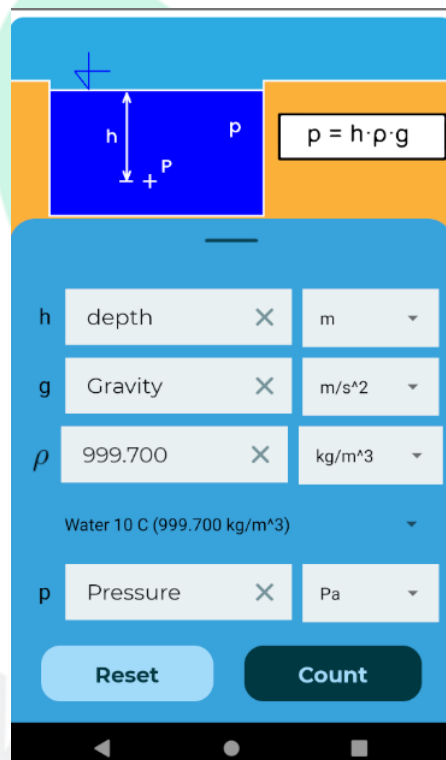 h
P
ρ
p = h·ρ·g
h depth m
g Gravity m/s^2
ρ 999.700 kg/m^3
Water 10 C (999.700 kg/m^3)
p Pressure Pa
Reset Count